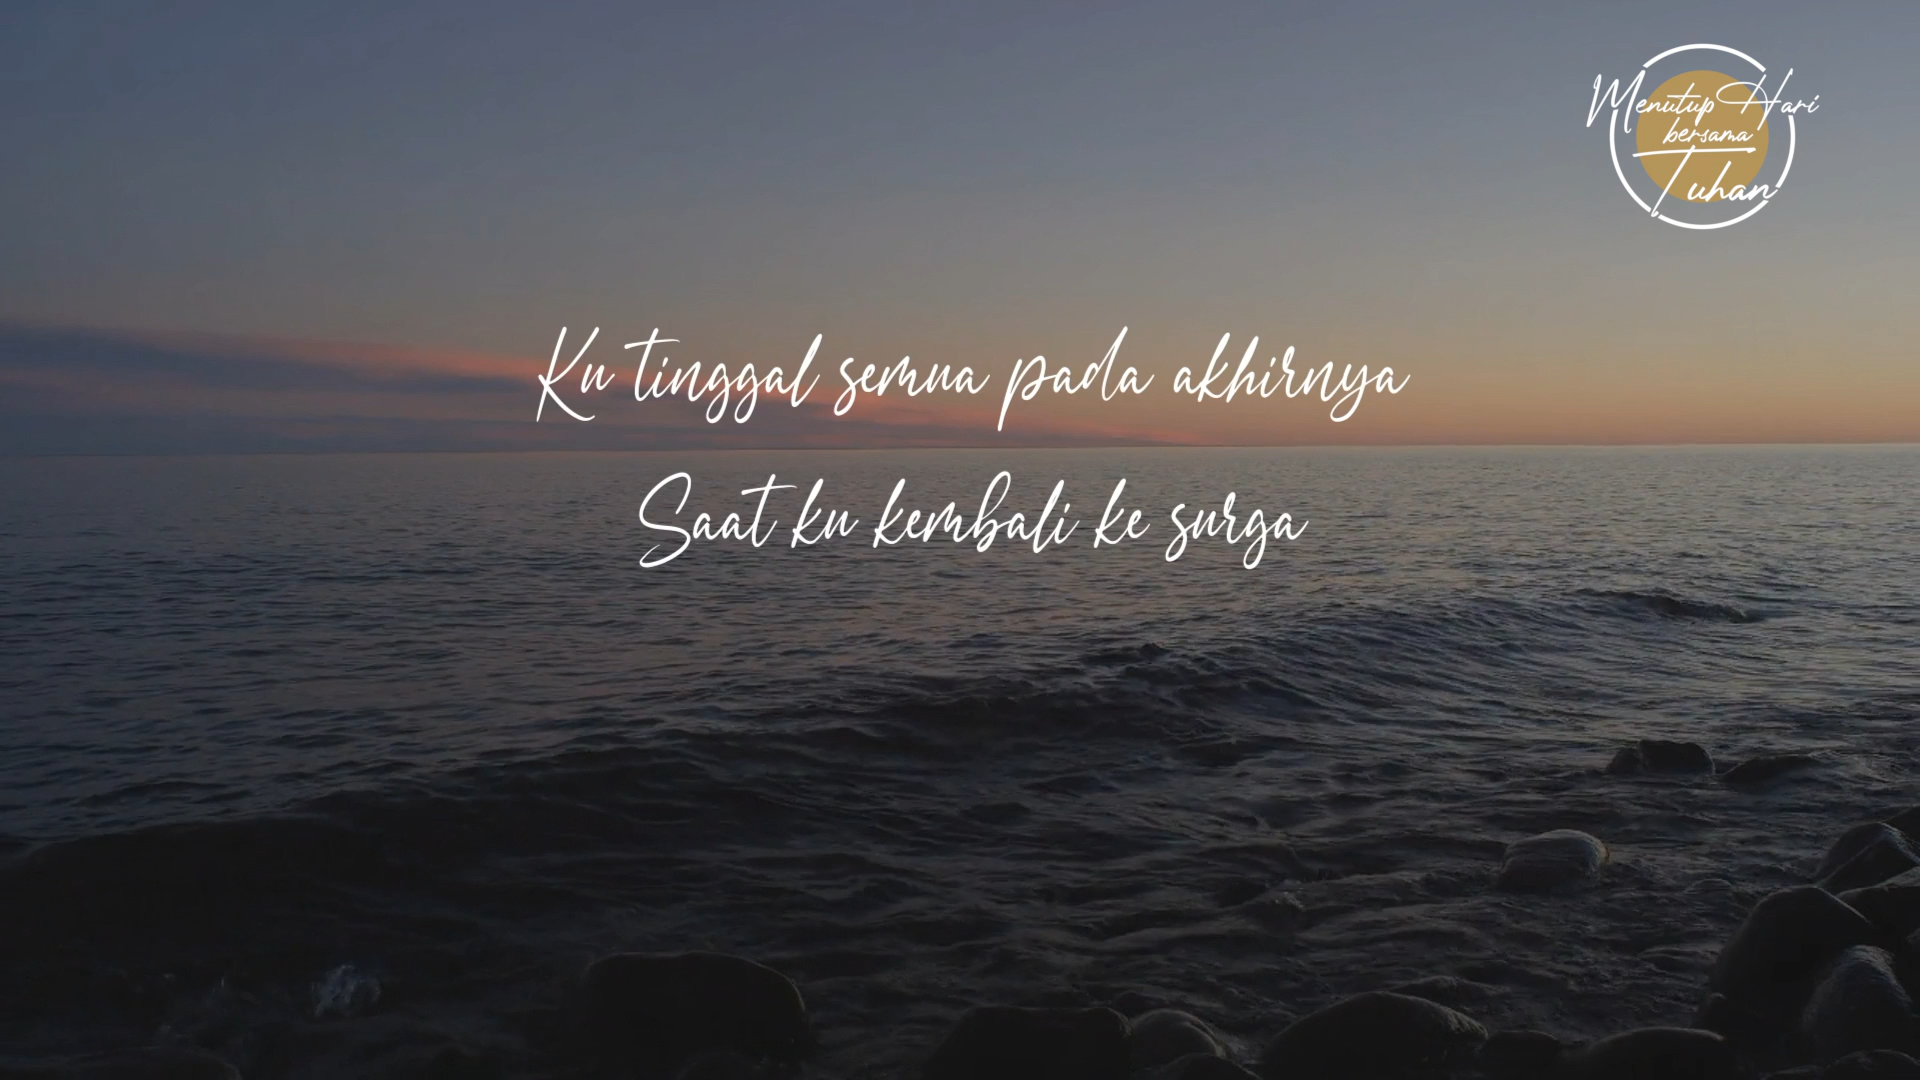 Menutup Hari
bersama
Tuhan
Ku tinggal semua pada akhirnya
Saat ku kembali ke surga